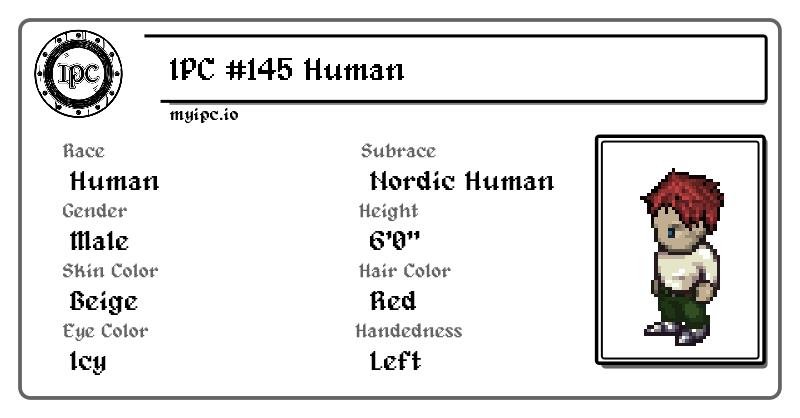 IPC
IPC #145 Human
myipc.io
Race
Subrace
Human
Nordic Human
Gender
Height
Male
6'0"
Skin Color
Hair Color
Beige
Red
Eye Color
Handedness
Icy
Left